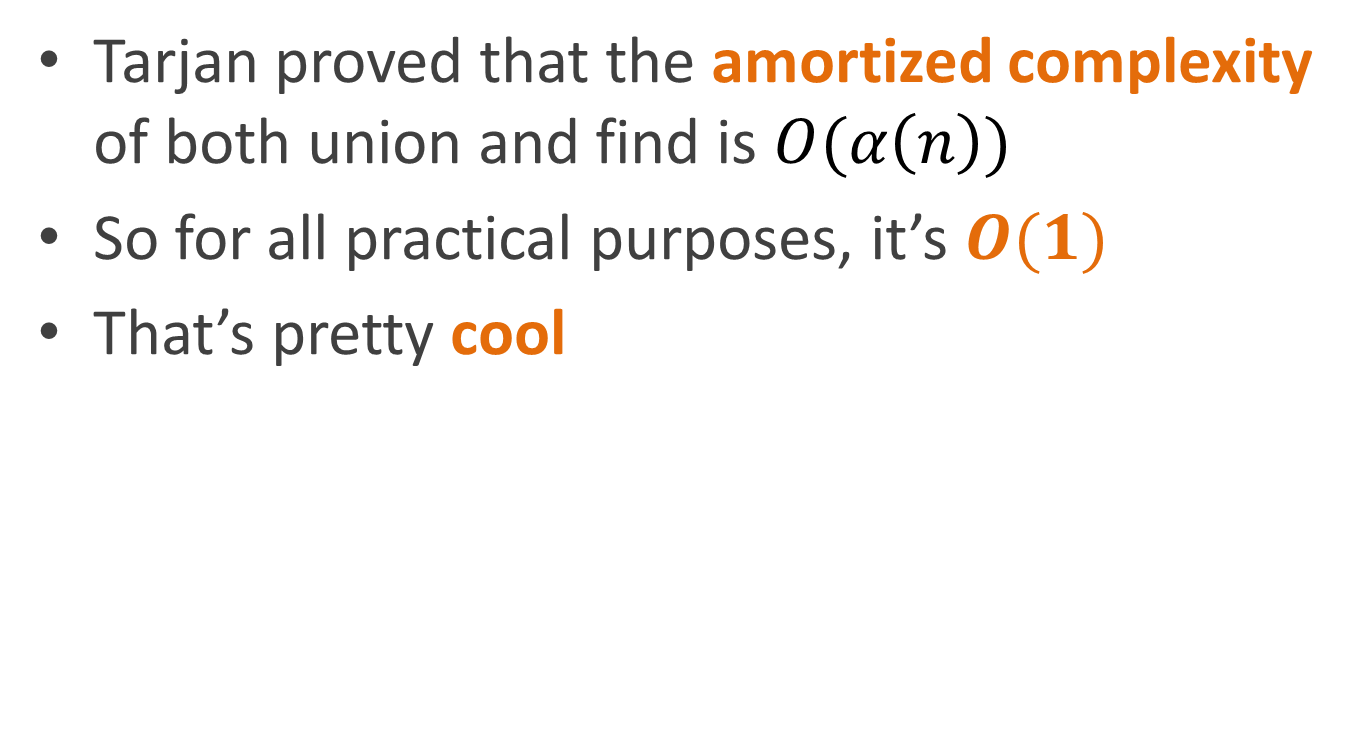 • Tarjan proved that the amortized complexity
of both union and find is O(α(n))
• So for all practical purposes, it’s O(1)
• That’s pretty cool